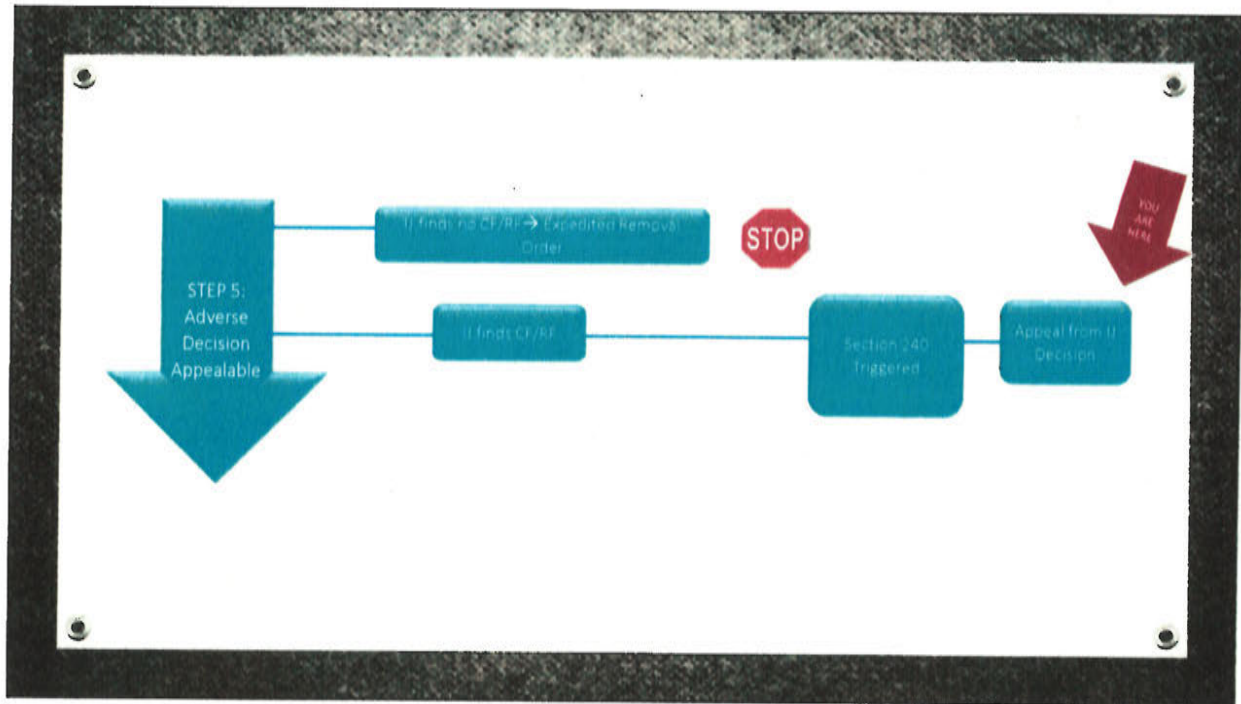 IJ finds no CF/RF → Expedited Removal
Order
STOP
YOU
ARE
HERE
STEP 5:
Adverse
Decision
Appealable
IJ finds CF/RF
Section 240
Triggered
Appeal from IJ
Decision